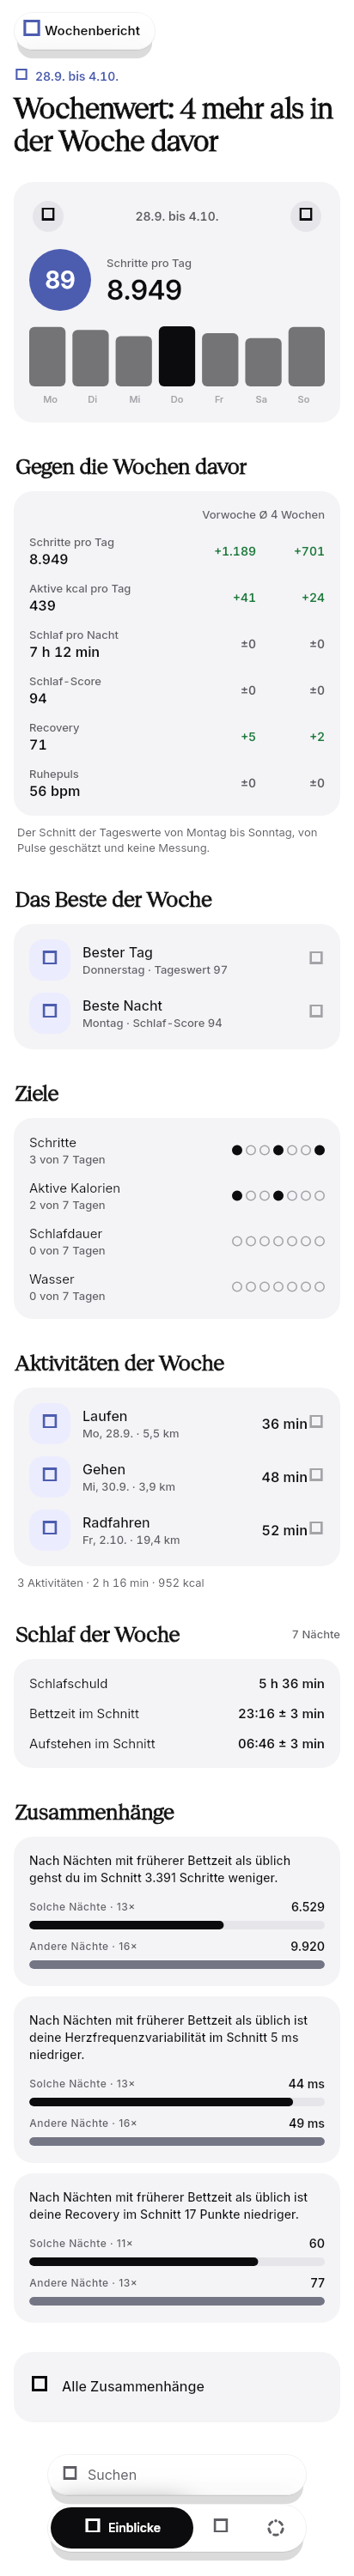 Wochenbericht
28.9. bis 4.10.
Wochenwert: 4 mehr als in
der Woche davor
28.9. bis 4.10.
89
Schritte pro Tag
8.949
Mo Di Mi Do Fr Sa So
Gegen die Wochen davor
Vorwoche Ø 4 Wochen
Schritte pro Tag
8.949 +1.189 +701
Aktive kcal pro Tag
439 +41 +24
Schlaf pro Nacht
7 h 12 min ±0 ±0
Schlaf-Score
94 ±0 ±0
Recovery
71 +5 +2
Ruhepuls
56 bpm ±0 ±0
Der Schnitt der Tageswerte von Montag bis Sonntag, von
Pulse geschätzt und keine Messung.
Das Beste der Woche
Bester Tag
Donnerstag · Tageswert 97
Beste Nacht
Montag · Schlaf-Score 94
Ziele
Schritte
3 von 7 Tagen
Aktive Kalorien
2 von 7 Tagen
Schlafdauer
0 von 7 Tagen
Wasser
0 von 7 Tagen
Aktivitäten der Woche
Laufen
Mo, 28.9. · 5,5 km
36 min
Gehen
Mi, 30.9. · 3,9 km
48 min
Radfahren
Fr, 2.10. · 19,4 km
52 min
3 Aktivitäten · 2 h 16 min · 952 kcal
Schlaf der Woche
7 Nächte
Schlafschuld 5 h 36 min
Bettzeit im Schnitt 23:16 ± 3 min
Aufstehen im Schnitt 06:46 ± 3 min
Zusammenhänge
Nach Nächten mit früherer Bettzeit als üblich
gehst du im Schnitt 3.391 Schritte weniger.
Solche Nächte · 13× 6.529
Andere Nächte · 16× 9.920
Nach Nächten mit früherer Bettzeit als üblich ist
deine Herzfrequenzvariabilität im Schnitt 5 ms
niedriger.
Solche Nächte · 13× 44 ms
Andere Nächte · 16× 49 ms
Nach Nächten mit früherer Bettzeit als üblich ist
deine Recovery im Schnitt 17 Punkte niedriger.
Solche Nächte · 11× 60
Andere Nächte · 13× 77
Alle Zusammenhänge
Suchen
Einblicke